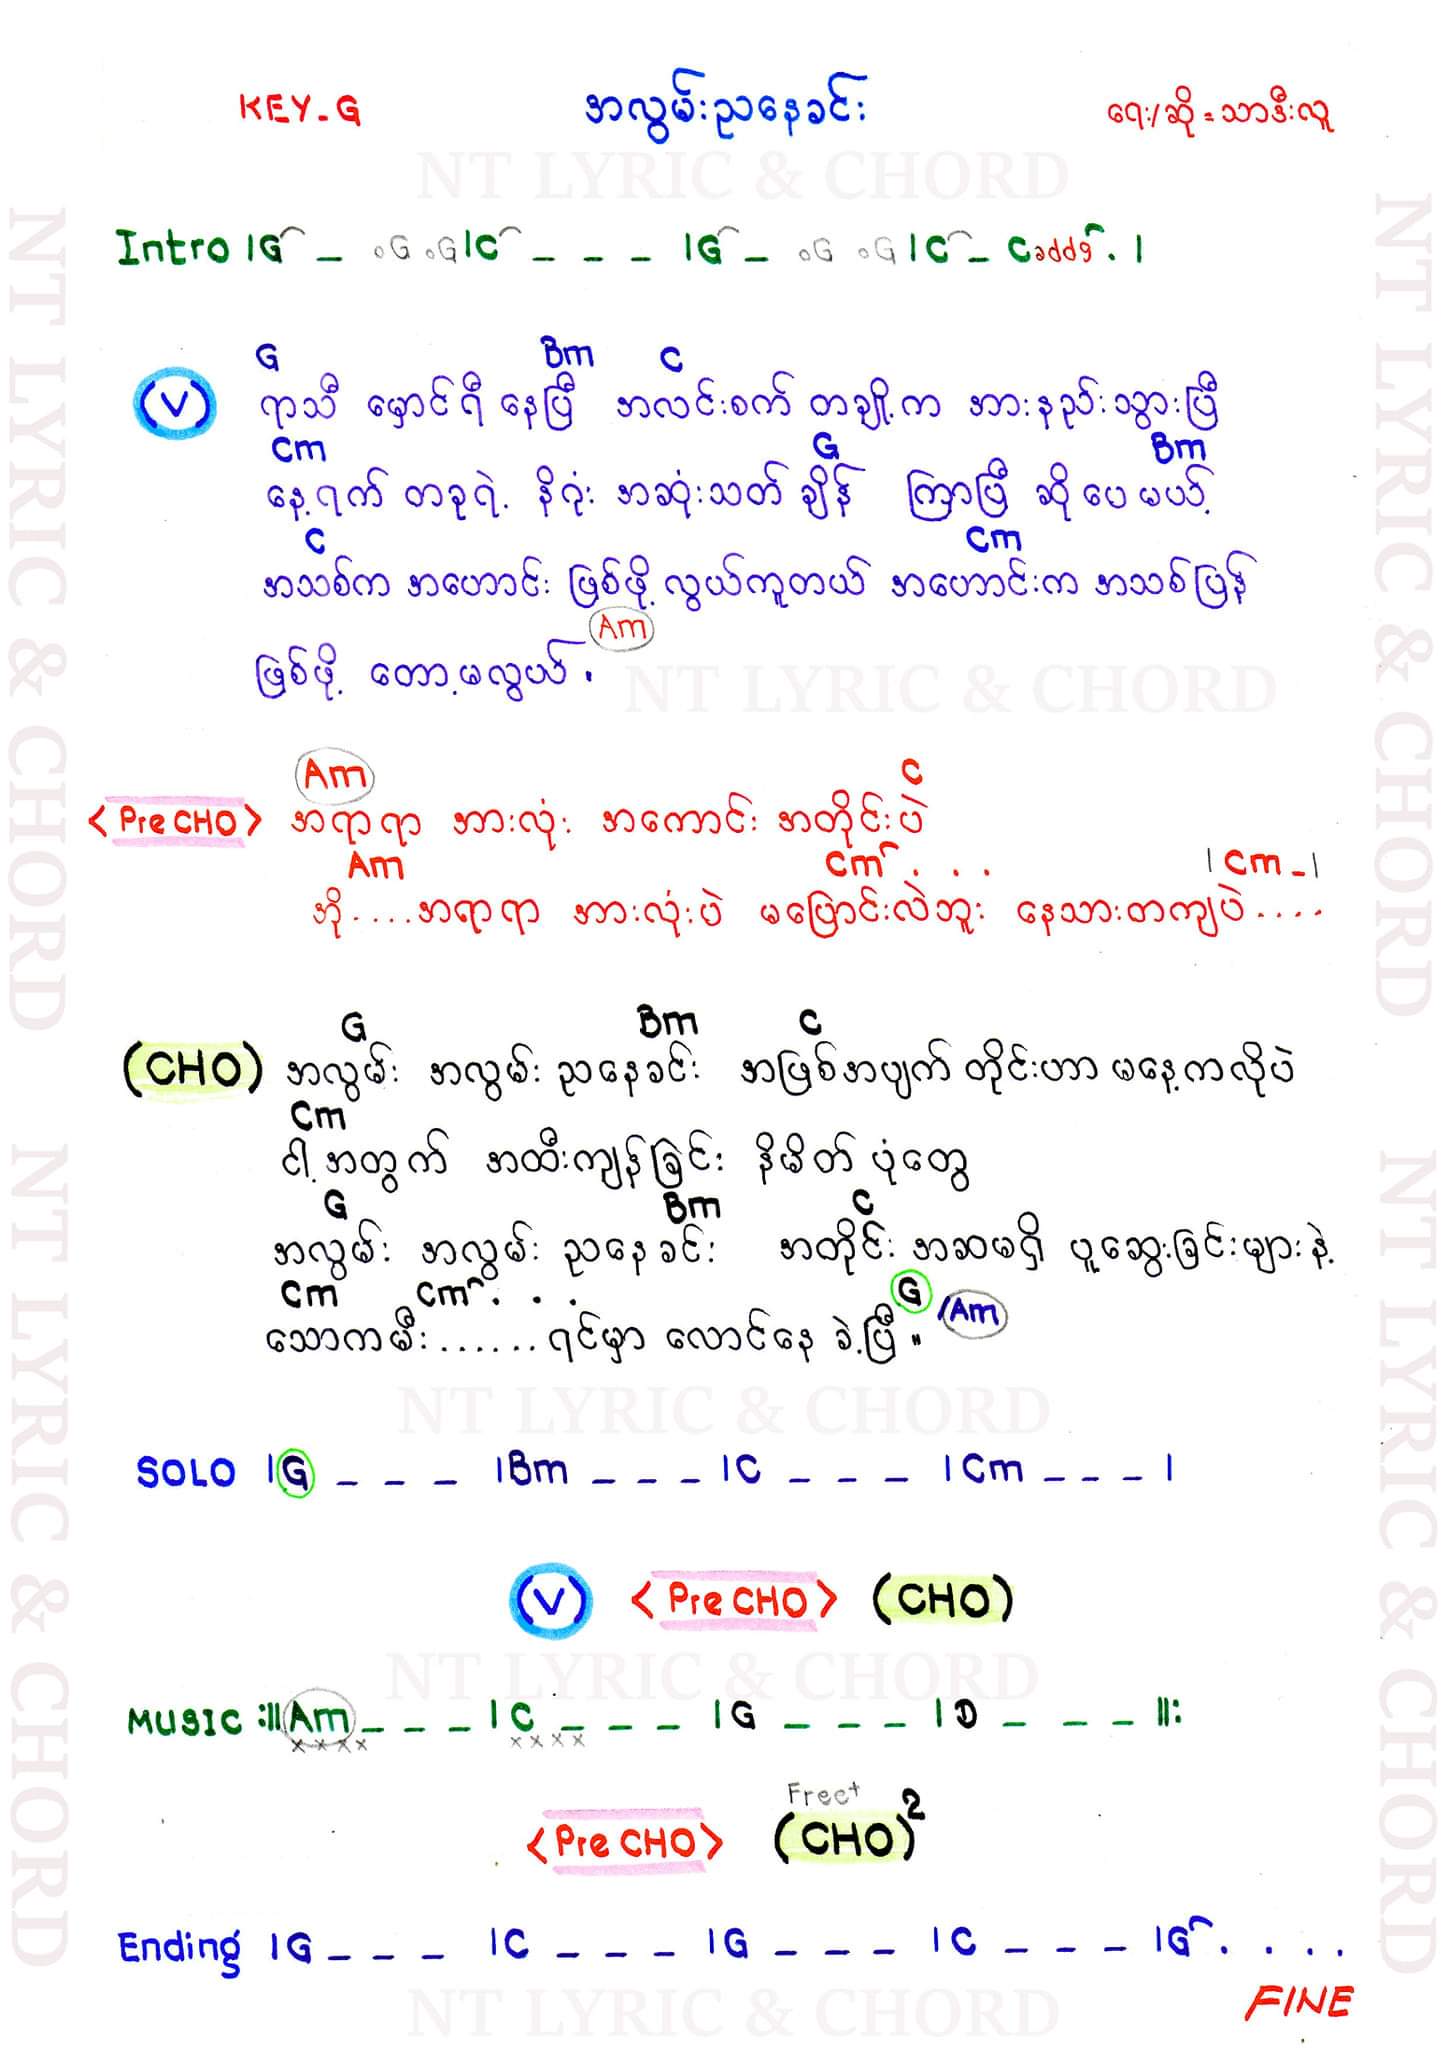 KEY-G အလွမ်းညနေခင်း ရေး/ဆို = သာဒီးလူ
NT LYRIC & CHORD
Intro |G _ G G |C _ _ _ |G _ G G |C _ Cadd9 . |
G Bm C
(V) ရာသီ မှောင်ရီ နေပြီ အလင်းစက် တချို့က အားနည်းသွားပြီ
Cm G Bm
နေ့ရက် တခုရဲ့ နိဂုံး အဆုံးသတ် ချိန် ကြာပြီ ဆို ပေ မယ့်
C Cm
အသစ်က အဟောင်း ဖြစ်ဖို့ လွယ်ကူတယ် အဟောင်းက အသစ်ပြန်
Am
ဖြစ်ဖို့ တော့မလွယ် .
NT LYRIC & CHORD
Am C
<Pre CHO> အရာရာ အားလုံး အကောင်း အတိုင်းပဲ
Am Cm . . . | Cm - |
အို .... အရာရာ အားလုံးပဲ မပြောင်းလဲဘူး နေသားတကျပဲ ....
G Bm C
(CHO) အလွမ်း အလွမ်း ညနေခင်း အဖြစ်အပျက် တိုင်းဟာ မနေ့ကလိုပဲ
Cm
ငါ့အတွက် အထီးကျန်ခြင်း နိမိတ် ပုံတွေ
G Bm C
အလွမ်း အလွမ်း ညနေခင်း အတိုင်း အဆမရှိ ပူဆွေးခြင်းများနဲ့
Cm Cm . . . G /Am
သောကမီး ...... ရင်မှာ လောင်နေ ခဲ့ပြီ ။
NT LYRIC & CHORD
SOLO |G _ _ _ |Bm _ _ _ |C _ _ _ |Cm _ _ _ |
(V) <Pre CHO> (CHO)
NT LYRIC & CHORD
MUSIC :||Am _ _ _ |C _ _ _ |G _ _ _ |D _ _ _ ||:
x x x x x x x x
Free+
<Pre CHO> (CHO)2
Ending |G _ _ _ |C _ _ _ |G _ _ _ |C _ _ _ |G . . . .
FINE
NT LYRIC & CHORD
NT LYRIC & CHORD
NT LYRIC & CHORD
NT LYRIC & CHORD
NT LYRIC & CHORD